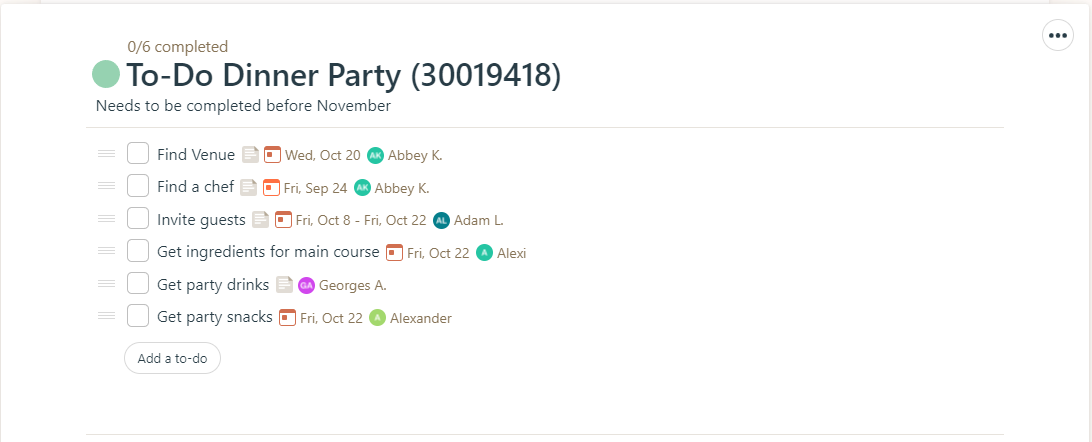 0/6 completed
To-Do Dinner Party (30019418)
Needs to be completed before November
Find Venue Wed, Oct 20 AK Abbey K.
Find a chef Fri, Sep 24 AK Abbey K.
Invite guests Fri, Oct 8 - Fri, Oct 22 AL Adam L.
Get ingredients for main course Fri, Oct 22 A Alexi
Get party drinks GA Georges A.
Get party snacks Fri, Oct 22 A Alexander
Add a to-do